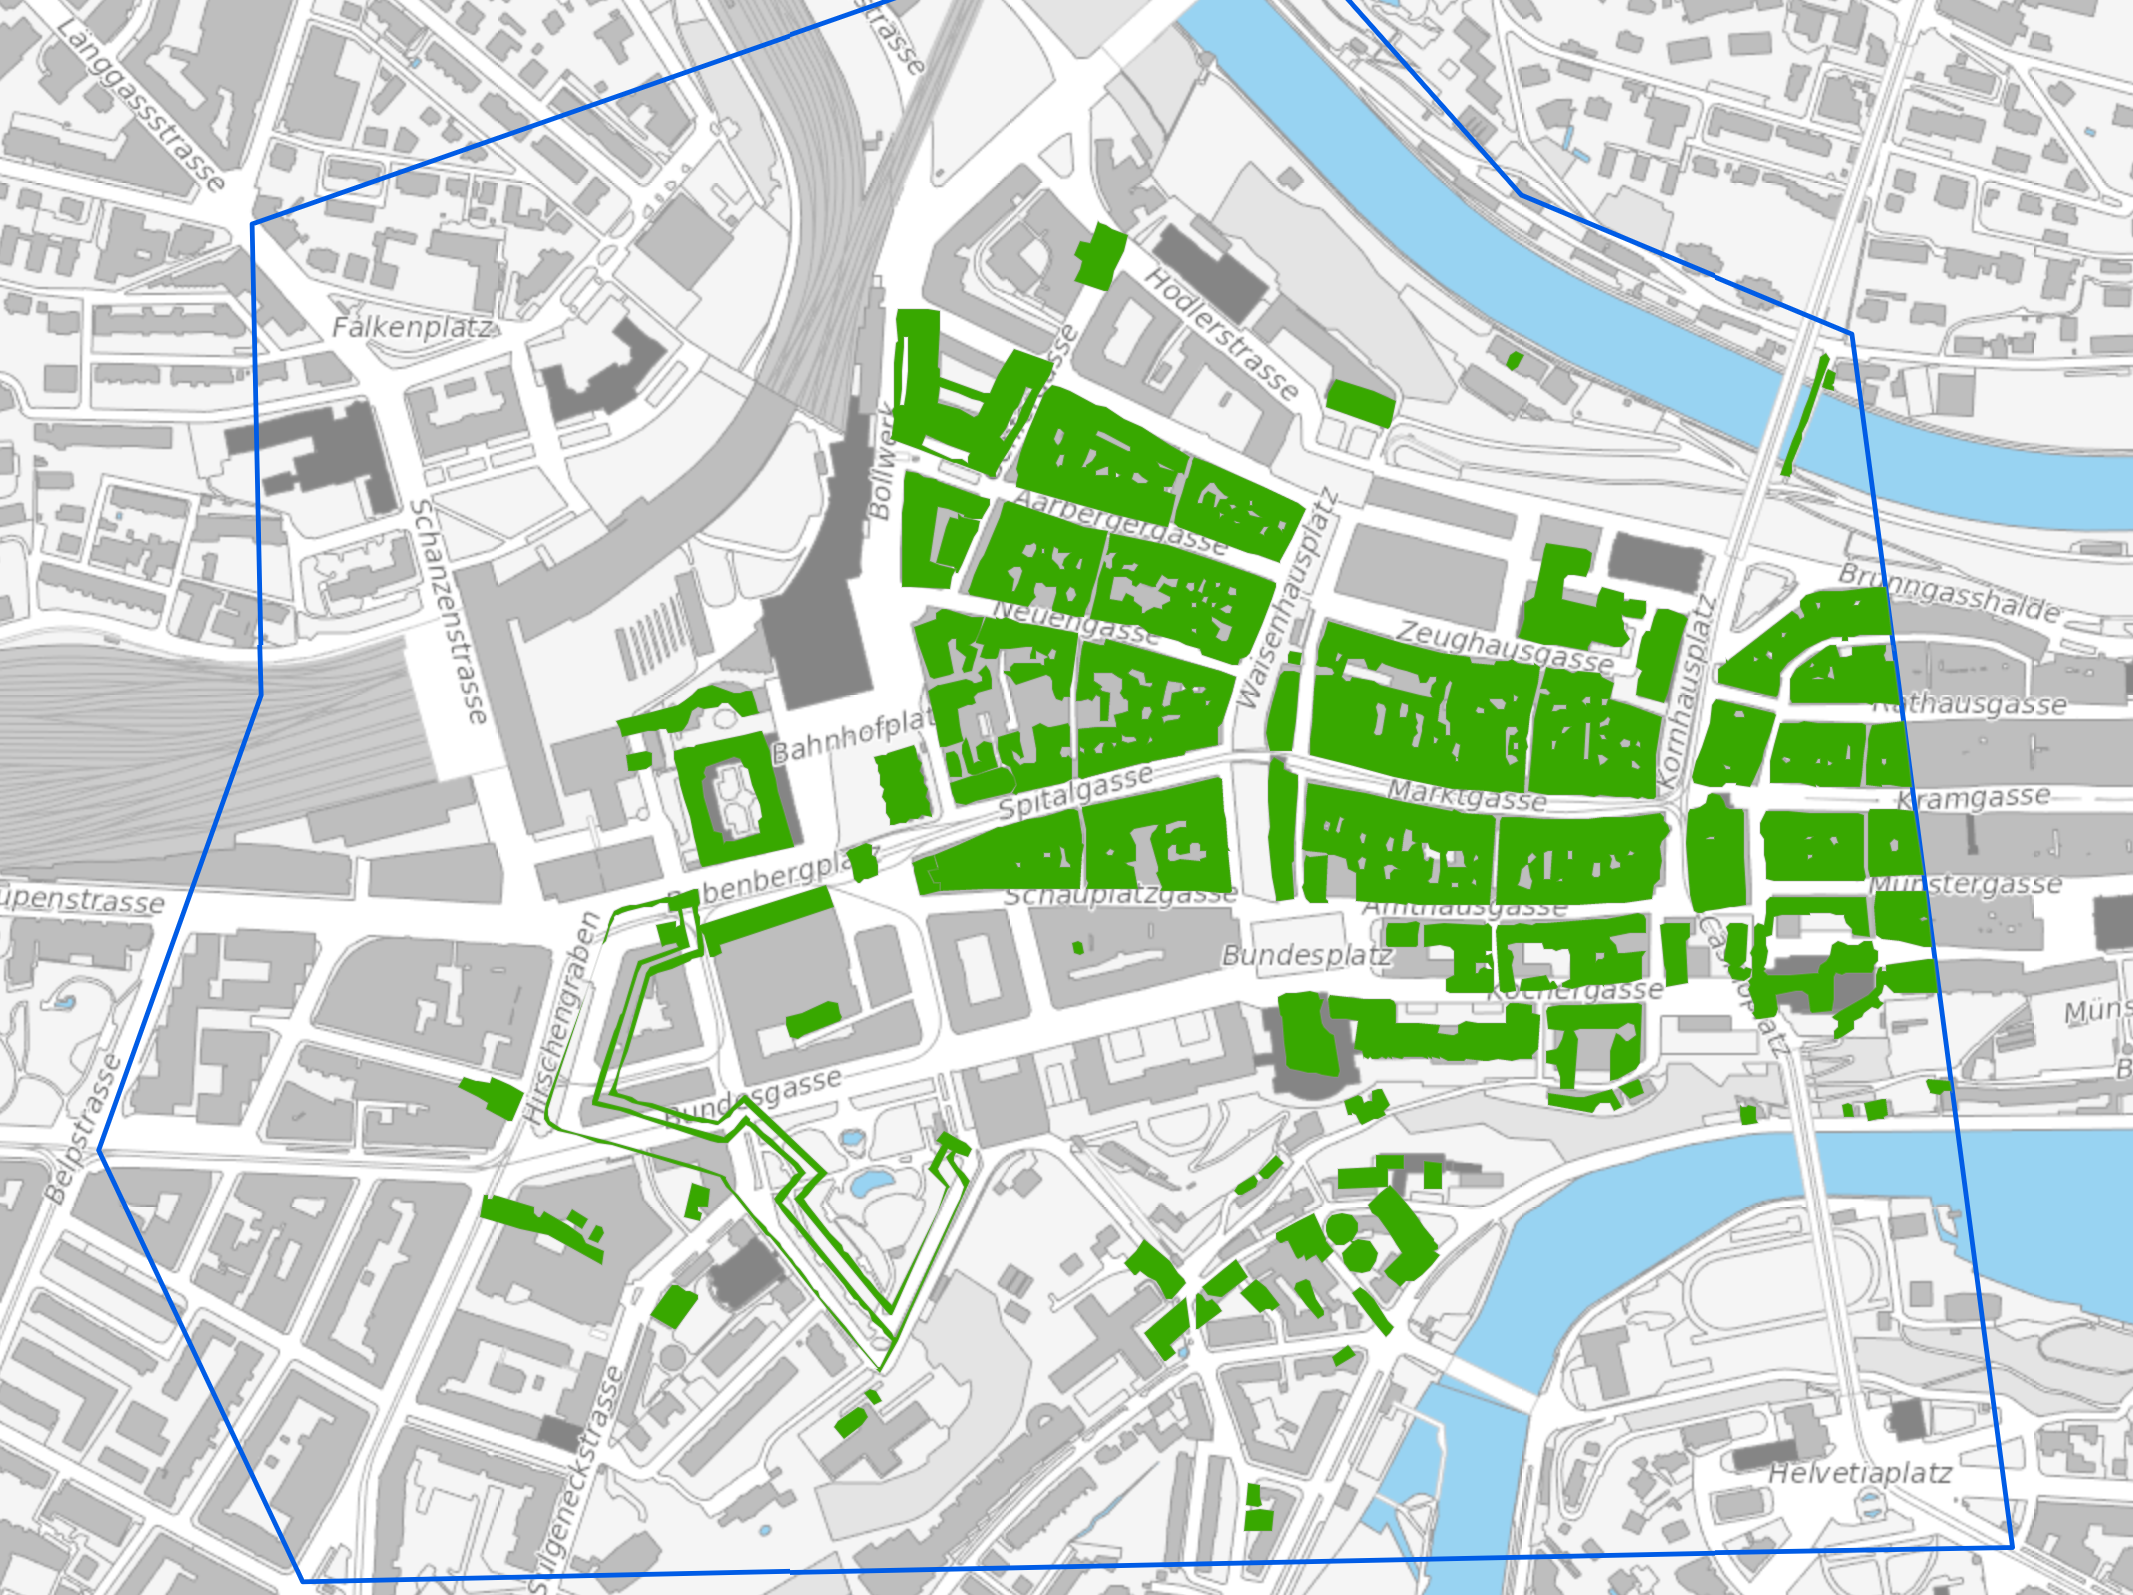 strasse
Länggassstrasse
Falkenplatz
Hodlerstrasse
Bollwerk
Schanzenstrasse
Aarbergergasse
Waisenhausplatz
Neuengasse
Zeughausgasse
Brunngasshalde
Kornhausplatz
Rathausgasse
Bahnhofplatz
Spitalgasse
Marktgasse
Kramgasse
Bubenbergplatz
Schauplatzgasse
Amthausgasse
Münstergasse
upenstrasse
Hirschengraben
Bundesplatz
Casinoplatz
Kochergasse
Müns
Belpstrasse
Bundesgasse
B
sulgeneckstrasse
Helvetiaplatz